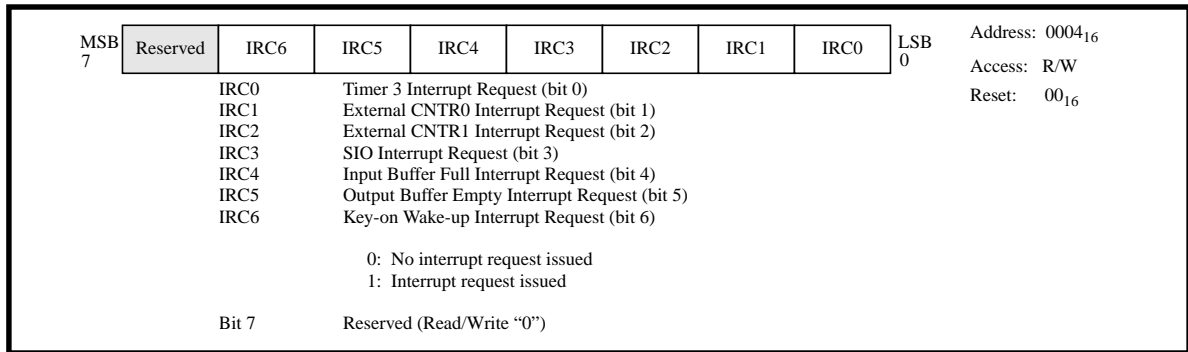 MSB Reserved IRC6 IRC5 IRC4 IRC3 IRC2 IRC1 IRC0 LSB
7 0
Address: 0004₁₆
Access: R/W
Reset: 00₁₆
IRC0 Timer 3 Interrupt Request (bit 0)
IRC1 External CNTR0 Interrupt Request (bit 1)
IRC2 External CNTR1 Interrupt Request (bit 2)
IRC3 SIO Interrupt Request (bit 3)
IRC4 Input Buffer Full Interrupt Request (bit 4)
IRC5 Output Buffer Empty Interrupt Request (bit 5)
IRC6 Key-on Wake-up Interrupt Request (bit 6)
0: No interrupt request issued
1: Interrupt request issued
Bit 7 Reserved (Read/Write “0”)